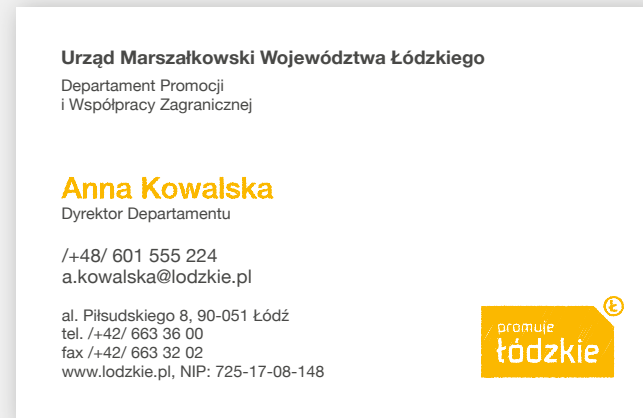 Urząd Marszałkowski Województwa Łódzkiego
Departament Promocji
i Współpracy Zagranicznej
Anna Kowalska
Dyrektor Departamentu
/+48/ 601 555 224
a.kowalska@lodzkie.pl
al. Piłsudskiego 8, 90-051 Łódź
tel. /+42/ 663 36 00
fax /+42/ 663 32 02
www.lodzkie.pl, NIP: 725-17-08-148
Ł
promuje
łódzkie